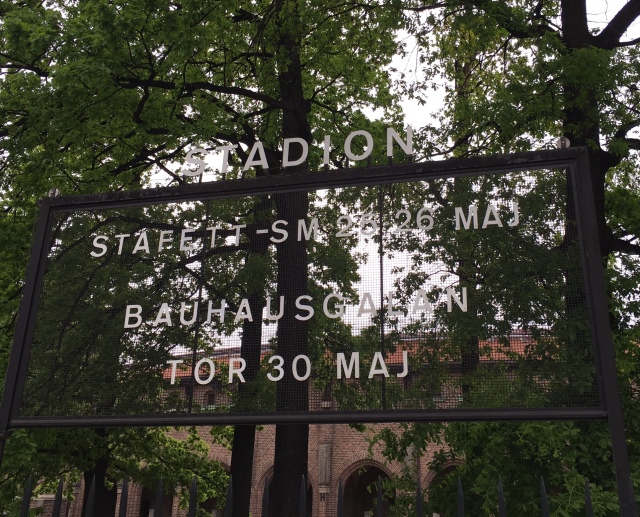 STADION
STAFETT-SM 25-26 MAJ
BAUHAUSGALAN
TOR 30 MAJ